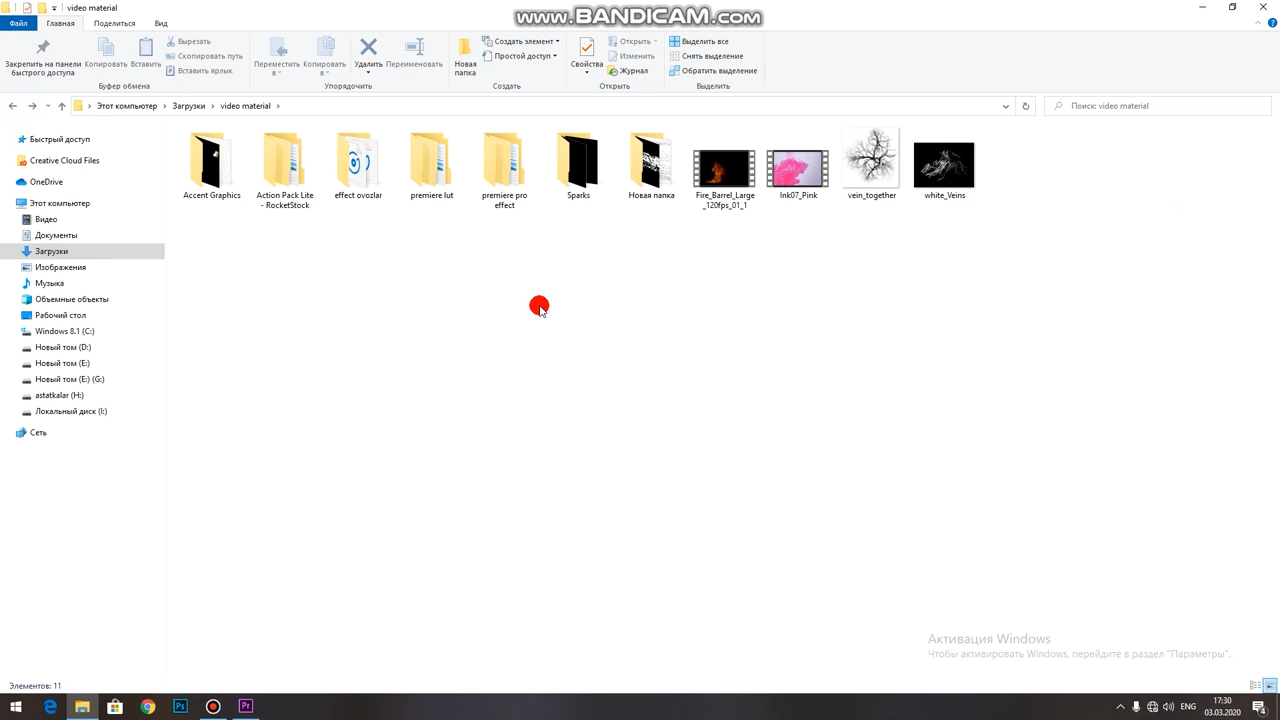 video material
www.BANDICAM.com
Файл
Главная
Поделиться
Вид
Закрепить на панели
быстрого доступа
Копировать
Вставить
Вырезать
Скопировать путь
Вставить ярлык
Буфер обмена
Переместить
в
Копировать
в
Удалить
Переименовать
Упорядочить
Новая
папка
Создать элемент
Простой доступ
Создать
Свойства
Открыть
Изменить
Журнал
Открыть
Выделить все
Снять выделение
Обратить выделение
Выделить
Этот компьютер
Загрузки
video material
Поиск: video material
Быстрый доступ
Creative Cloud Files
OneDrive
Этот компьютер
Видео
Документы
Загрузки
Изображения
Музыка
Объемные объекты
Рабочий стол
Windows 8.1 (C:)
Новый том (D:)
Новый том (E:)
Новый том (E:) (G:)
astatkalar (H:)
Локальный диск (I:)
Сеть
Accent Graphics
Action Pack Lite
- RocketStock
effect ovozlar
premiere lut
premiere pro
effect
Sparks
Новая папка
Fire_Barrel_Large
_120fps_01_1
Ink07_Pink
vein_together
white_Veins
Активация Windows
Чтобы активировать Windows, перейдите в раздел "Параметры".
Элементов: 11
Ps
Pr
ENG
17:30
03.03.2020
4